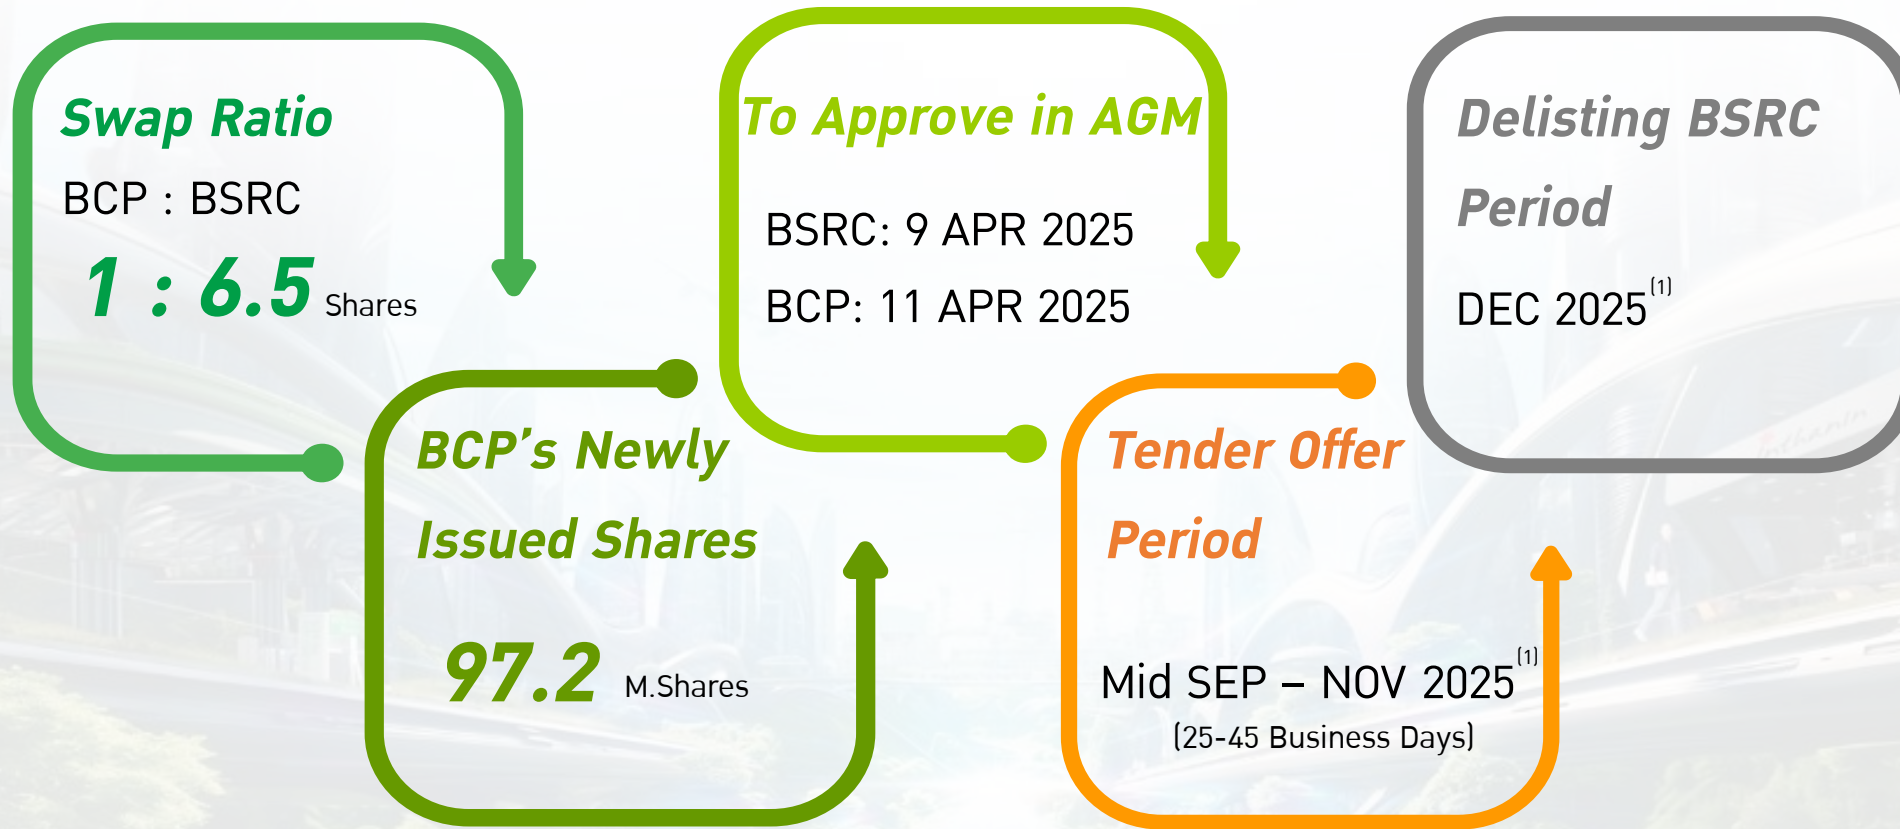 Swap Ratio
BCP : BSRC
1 : 6.5 Shares
BCP’s Newly
Issued Shares
97.2 M.Shares
To Approve in AGM
BSRC: 9 APR 2025
BCP: 11 APR 2025
Tender Offer
Period
Mid SEP – NOV 2025(1)
(25-45 Business Days)
Delisting BSRC
Period
DEC 2025(1)